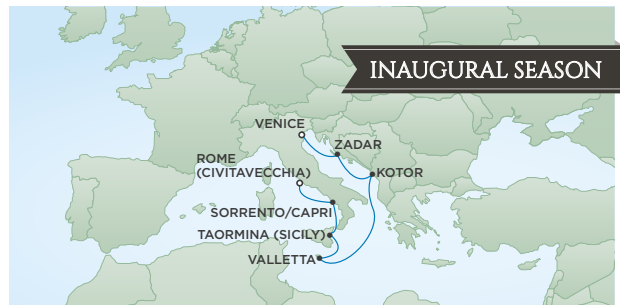 INAUGURAL SEASON
VENICE
ZADAR
ROME
(CIVITAVECCHIA)
KOTOR
SORRENTO/CAPRI
TAORMINA (SICILY)
VALLETTA